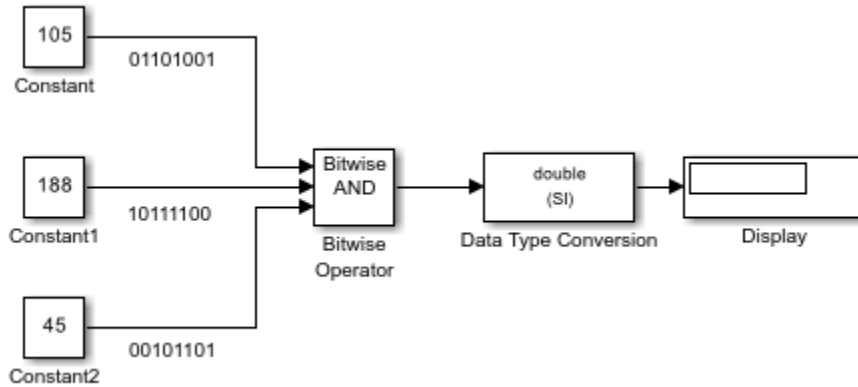 105
Constant
01101001
188
Constant1
10111100
45
Constant2
00101101
Bitwise
AND
Bitwise
Operator
double
(SI)
Data Type Conversion
Display